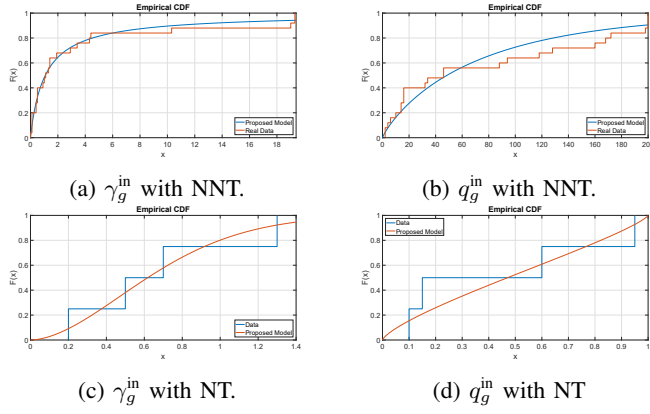 Empirical CDF
Empirical CDF
1
0.8
0.6
0.4
0.2
0
F(x)
Proposed Model
Real Data
0 2 4 6 8 10 12 14 16 18
x
1
0.8
0.6
0.4
0.2
0
F(x)
Proposed Model
Real Data
0 20 40 60 80 100 120 140 160 180 200
x
(a) γ_g^in with NNT.
(b) q_g^in with NNT.
Empirical CDF
Empirical CDF
1
0.8
0.6
0.4
0.2
0
F(x)
Data
Proposed Model
0 0.2 0.4 0.6 0.8 1 1.2 1.4
x
1
0.8
0.6
0.4
0.2
0
F(x)
Data
Proposed Model
0 0.1 0.2 0.3 0.4 0.5 0.6 0.7 0.8 0.9 1
x
(c) γ_g^in with NT.
(d) q_g^in with NT